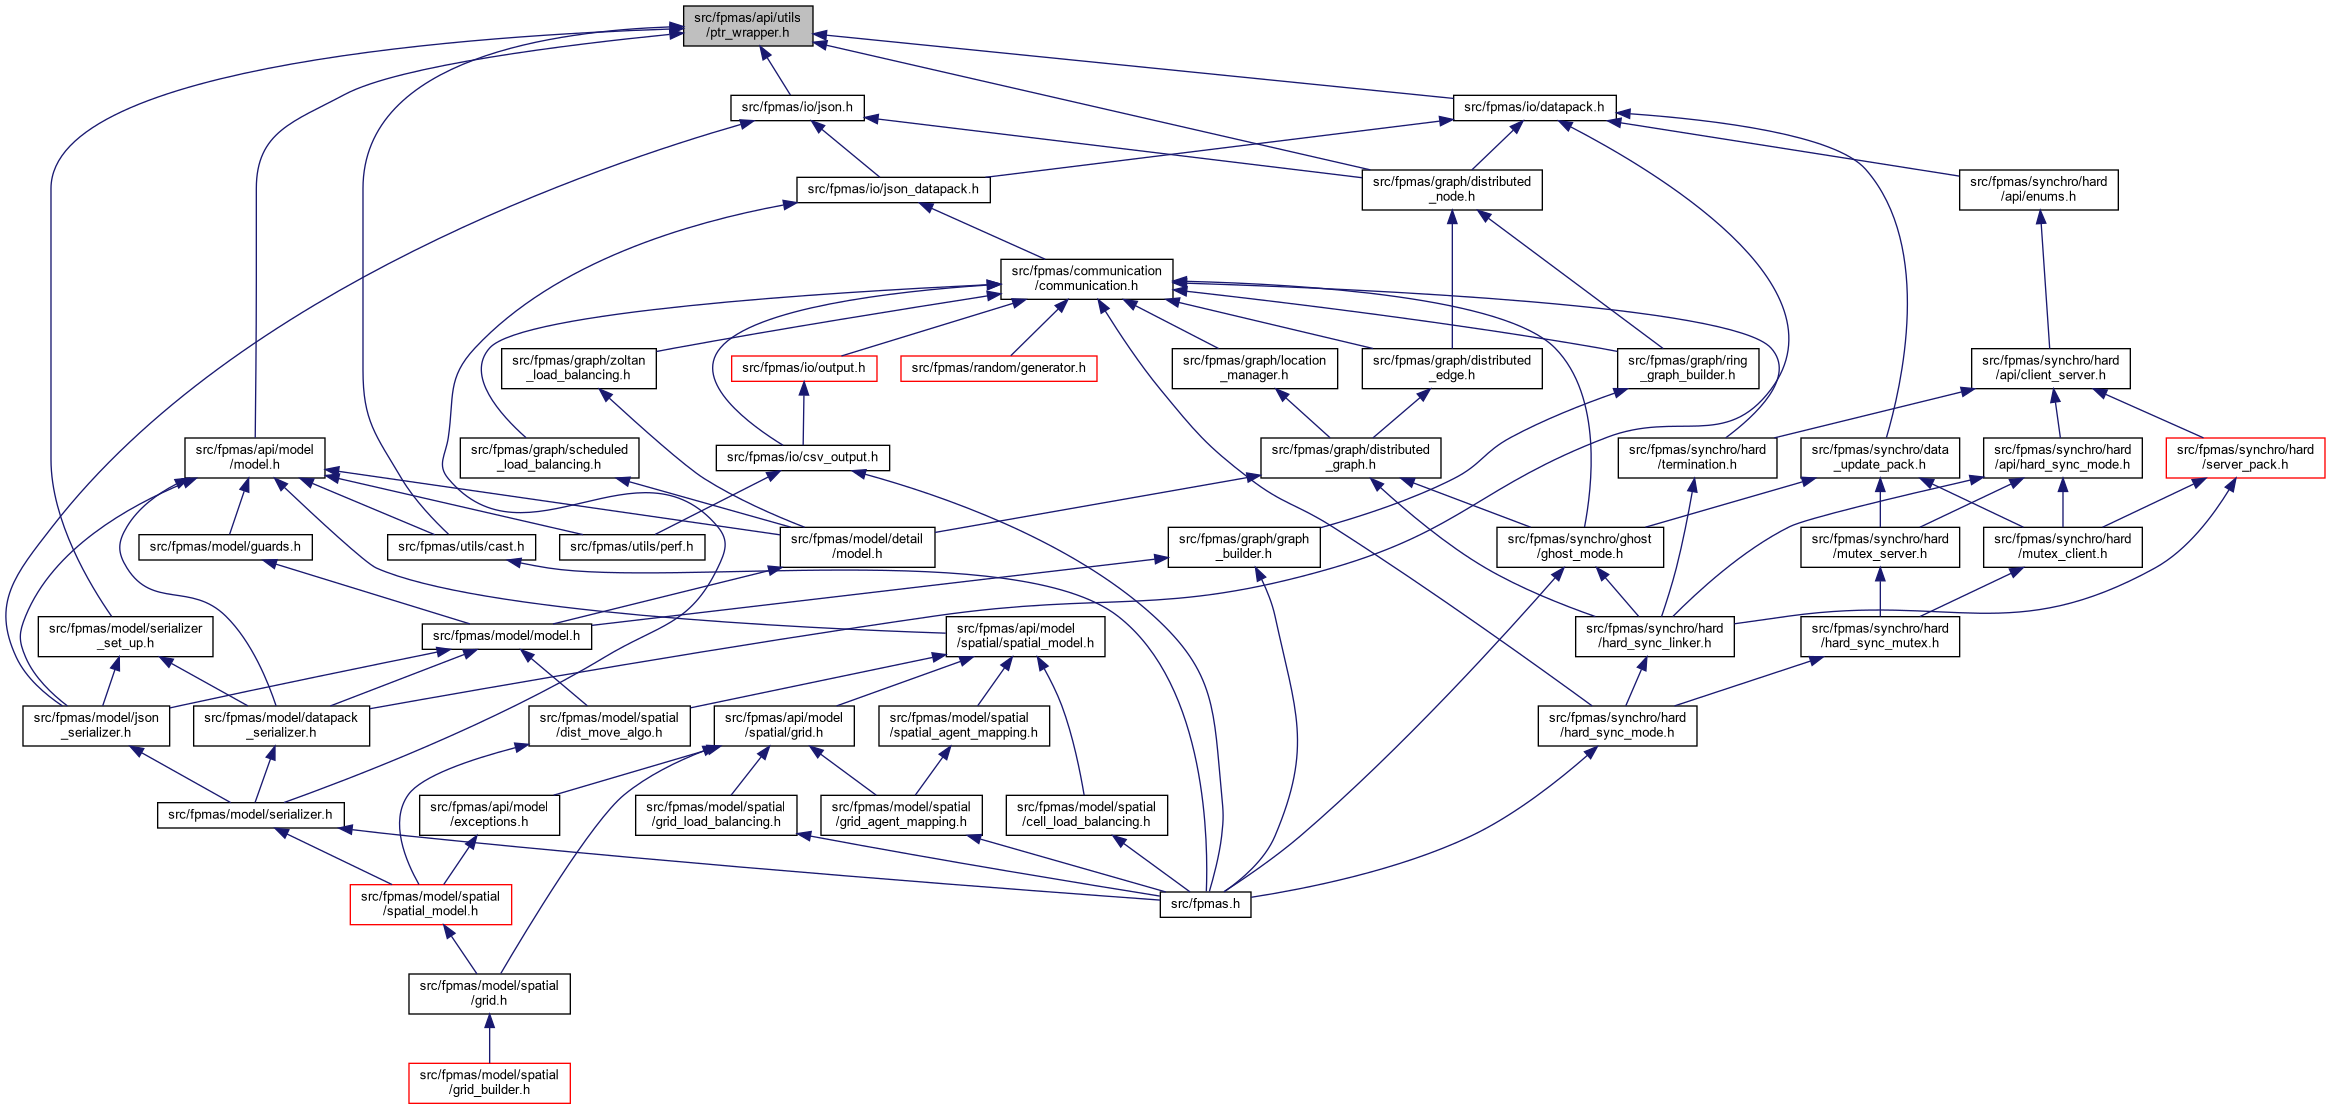 src/fpmas/api/utils
/ptr_wrapper.h
src/fpmas/io/json.h
src/fpmas/io/datapack.h
src/fpmas/io/json_datapack.h
src/fpmas/graph/distributed
_node.h
src/fpmas/synchro/hard
/api/enums.h
src/fpmas/communication
/communication.h
src/fpmas/graph/zoltan
_load_balancing.h
src/fpmas/io/output.h
src/fpmas/random/generator.h
src/fpmas/graph/location
_manager.h
src/fpmas/graph/distributed
_edge.h
src/fpmas/graph/ring
_graph_builder.h
src/fpmas/synchro/hard
/api/client_server.h
src/fpmas/api/model
/model.h
src/fpmas/graph/scheduled
_load_balancing.h
src/fpmas/io/csv_output.h
src/fpmas/graph/distributed
_graph.h
src/fpmas/synchro/hard
/termination.h
src/fpmas/synchro/data
_update_pack.h
src/fpmas/synchro/hard
/api/hard_sync_mode.h
src/fpmas/synchro/hard
/server_pack.h
src/fpmas/model/guards.h
src/fpmas/utils/cast.h
src/fpmas/utils/perf.h
src/fpmas/model/detail
/model.h
src/fpmas/graph/graph
_builder.h
src/fpmas/synchro/ghost
/ghost_mode.h
src/fpmas/synchro/hard
/mutex_server.h
src/fpmas/synchro/hard
/mutex_client.h
src/fpmas/model/serializer
_set_up.h
src/fpmas/model/model.h
src/fpmas/api/model
/spatial/spatial_model.h
src/fpmas/synchro/hard
/hard_sync_linker.h
src/fpmas/synchro/hard
/hard_sync_mutex.h
src/fpmas/model/json
_serializer.h
src/fpmas/model/datapack
_serializer.h
src/fpmas/model/spatial
/dist_move_algo.h
src/fpmas/api/model
/spatial/grid.h
src/fpmas/model/spatial
/spatial_agent_mapping.h
src/fpmas/synchro/hard
/hard_sync_mode.h
src/fpmas/model/serializer.h
src/fpmas/api/model
/exceptions.h
src/fpmas/model/spatial
/grid_load_balancing.h
src/fpmas/model/spatial
/grid_agent_mapping.h
src/fpmas/model/spatial
/cell_load_balancing.h
src/fpmas/model/spatial
/spatial_model.h
src/fpmas.h
src/fpmas/model/spatial
/grid.h
src/fpmas/model/spatial
/grid_builder.h